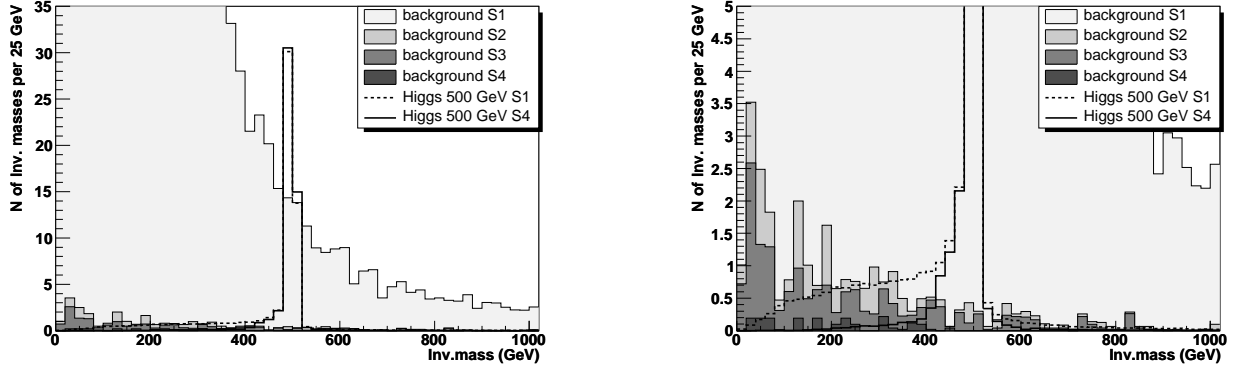 N of Inv. masses per 25 GeV
35
30
25
20
15
10
5
0
0 200 400 600 800 1000
Inv.mass (GeV)
background S1
background S2
background S3
background S4
Higgs 500 GeV S1
Higgs 500 GeV S4
N of Inv. masses per 25 GeV
5
4.5
4
3.5
3
2.5
2
1.5
1
0.5
0
0 200 400 600 800 1000
Inv.mass (GeV)
background S1
background S2
background S3
background S4
Higgs 500 GeV S1
Higgs 500 GeV S4